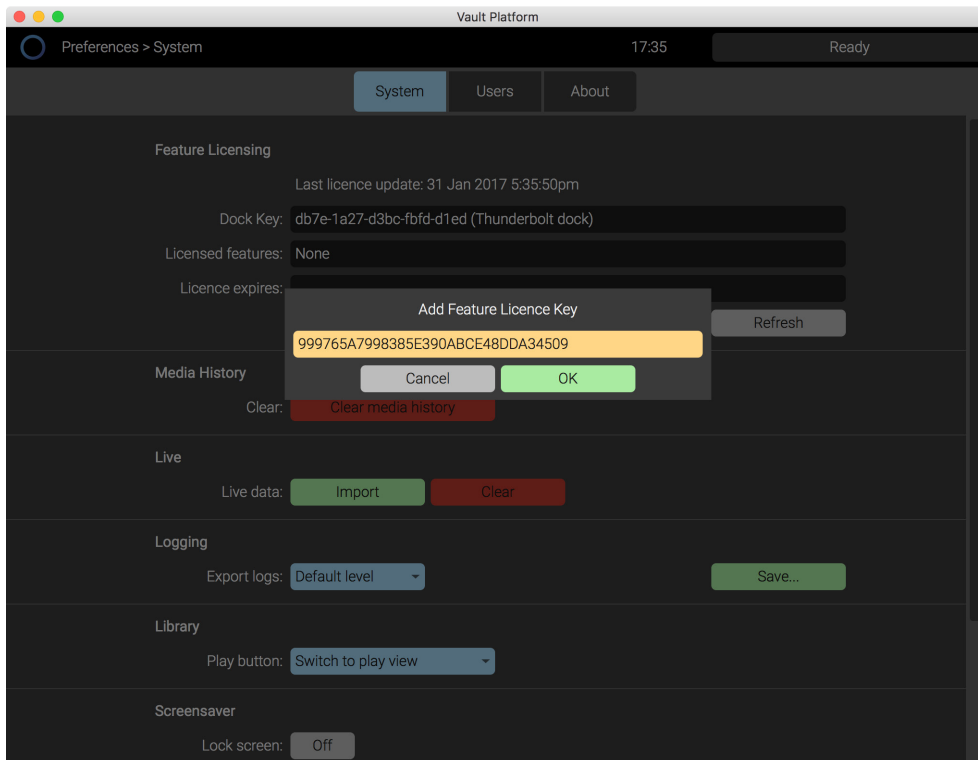 Vault Platform
Preferences > System 17:35 Ready
System Users About
Feature Licensing
Last licence update: 31 Jan 2017 5:35:50pm
Dock Key: db7e-1a27-d3bc-fbfd-d1ed (Thunderbolt dock)
Licensed features: None
Licence expires:
Add Feature Licence Key
Refresh
999765A7998385E390ABCE48DDA34509
Cancel OK
Media History
Clear: Clear media history
Live
Live data: Import Clear
Logging
Export logs: Default level Save...
Library
Play button: Switch to play view
Screensaver
Lock screen: Off